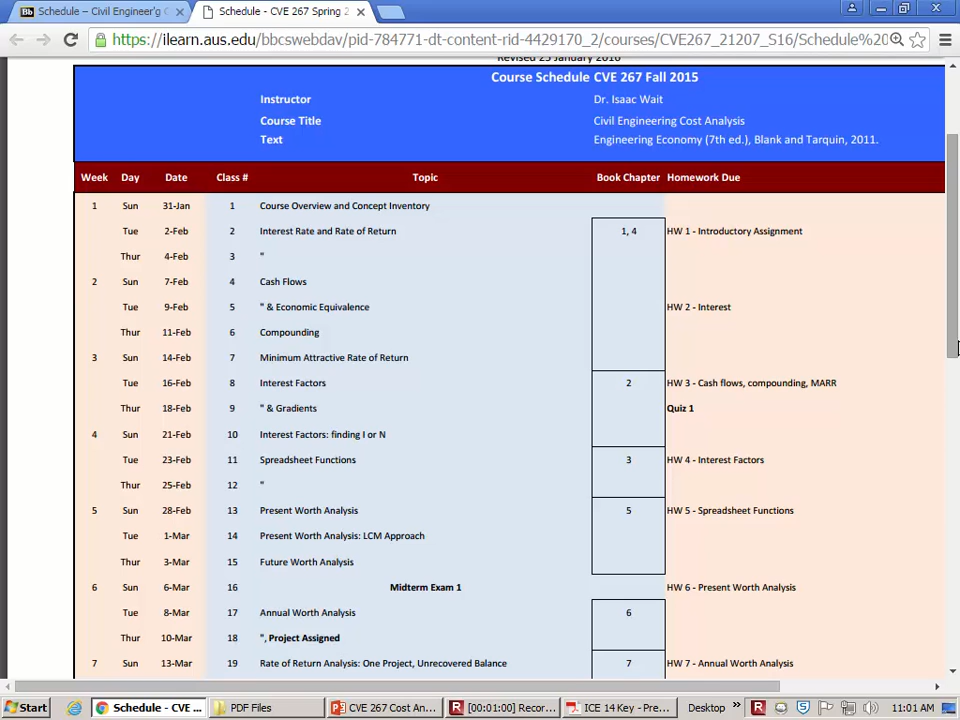 Schedule – Civil Engineer'g C
Schedule - CVE 267 Spring 2
https://ilearn.aus.edu/bbcswebdav/pid-784771-dt-content-rid-4429170_2/courses/CVE267_21207_S16/Schedule%20
Revised 25 January 2016
Course Schedule CVE 267 Fall 2015
Instructor Dr. Isaac Wait
Course Title Civil Engineering Cost Analysis
Text Engineering Economy (7th ed.), Blank and Tarquin, 2011.
Week Day Date Class # Topic Book Chapter Homework Due
1 Sun 31-Jan 1 Course Overview and Concept Inventory
Tue 2-Feb 2 Interest Rate and Rate of Return 1, 4 HW 1 - Introductory Assignment
Thur 4-Feb 3 "
2 Sun 7-Feb 4 Cash Flows
Tue 9-Feb 5 " & Economic Equivalence HW 2 - Interest
Thur 11-Feb 6 Compounding
3 Sun 14-Feb 7 Minimum Attractive Rate of Return
Tue 16-Feb 8 Interest Factors 2 HW 3 - Cash flows, compounding, MARR
Thur 18-Feb 9 " & Gradients Quiz 1
4 Sun 21-Feb 10 Interest Factors: finding I or N
Tue 23-Feb 11 Spreadsheet Functions 3 HW 4 - Interest Factors
Thur 25-Feb 12 "
5 Sun 28-Feb 13 Present Worth Analysis 5 HW 5 - Spreadsheet Functions
Tue 1-Mar 14 Present Worth Analysis: LCM Approach
Thur 3-Mar 15 Future Worth Analysis
6 Sun 6-Mar 16 Midterm Exam 1 HW 6 - Present Worth Analysis
Tue 8-Mar 17 Annual Worth Analysis 6
Thur 10-Mar 18 ", Project Assigned
7 Sun 13-Mar 19 Rate of Return Analysis: One Project, Unrecovered Balance 7 HW 7 - Annual Worth Analysis
Start Schedule - CVE ... PDF Files CVE 267 Cost An... [00:01:00] Recor... ICE 14 Key - Pre... Desktop » 11:01 AM